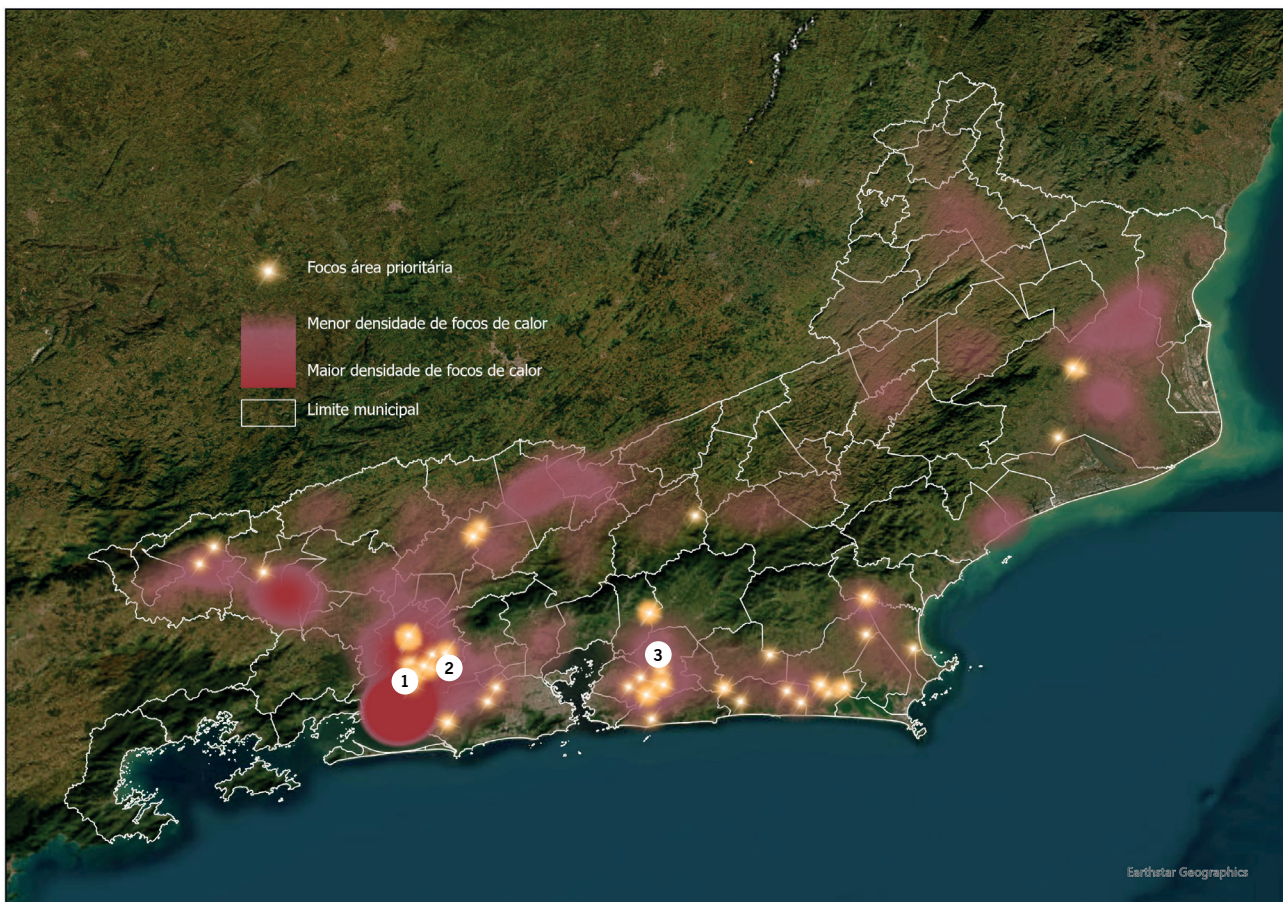 Focos área prioritária
Menor densidade de focos de calor
Maior densidade de focos de calor
Limite municipal
1
2
3
Earthstar Geographics